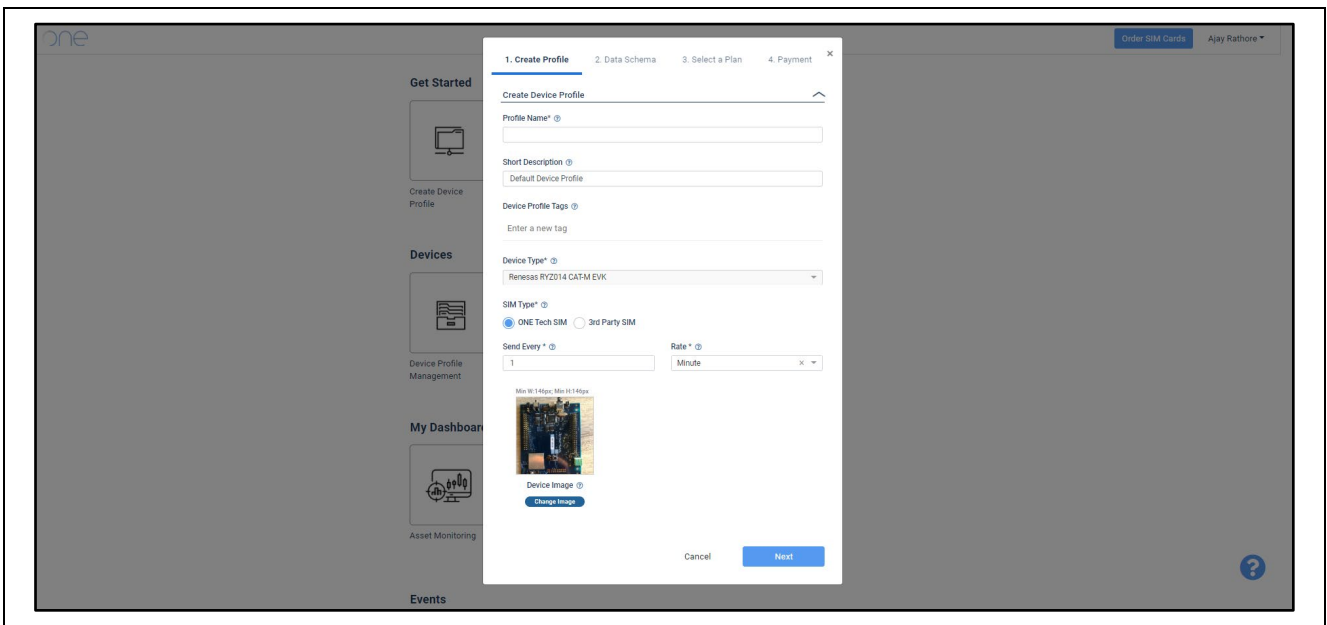 one
Order SIM Cards
Ajay Rathore
1. Create Profile 2. Data Schema 3. Select a Plan 4. Payment ×
Get Started
Create Device Profile
Profile Name*
Short Description
Default Device Profile
Create Device
Profile
Device Profile Tags
Enter a new tag
Devices
Device Type*
Renesas RYZ014 CAT-M EVK
SIM Type*
ONE Tech SIM 3rd Party SIM
Send Every * Rate *
1 Minute ×
Device Profile
Management
Min W:146px; Min H:146px
My Dashboar
Device Image
Change Image
Asset Monitoring
Cancel Next
Events